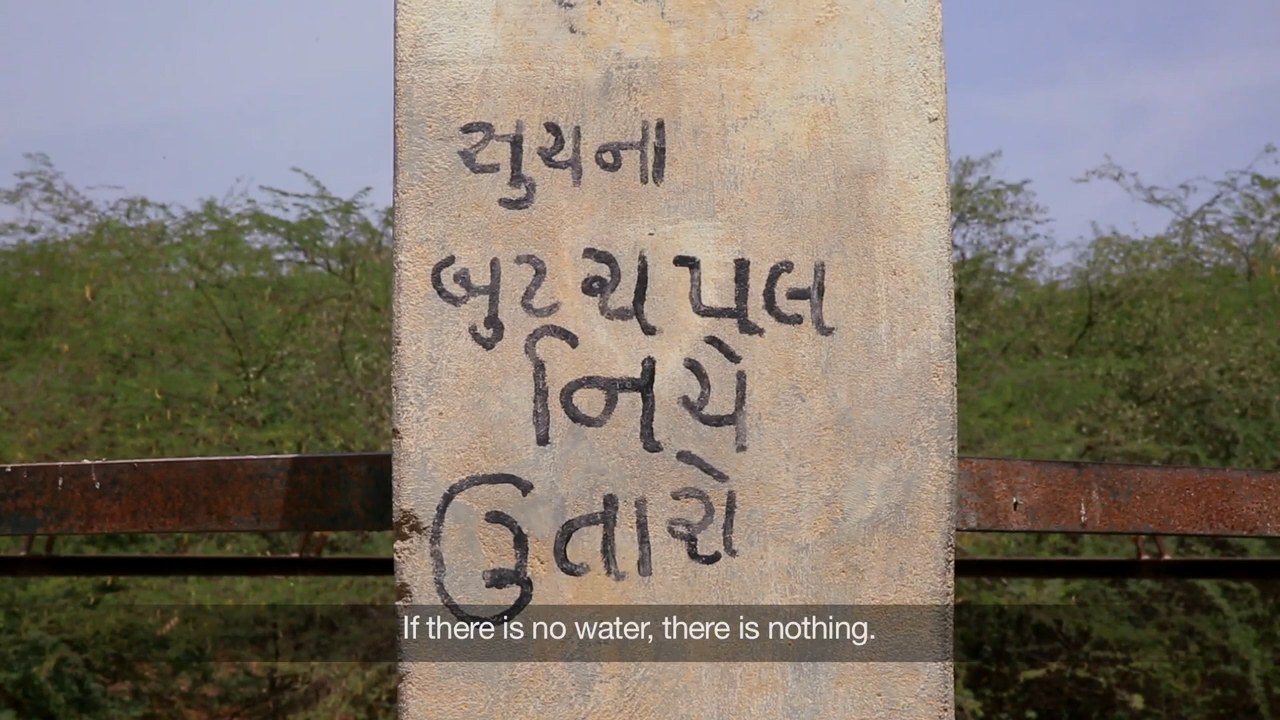 સુચના
બુટ ચપલ
નિચે
ઉતારો
If there is no water, there is nothing.